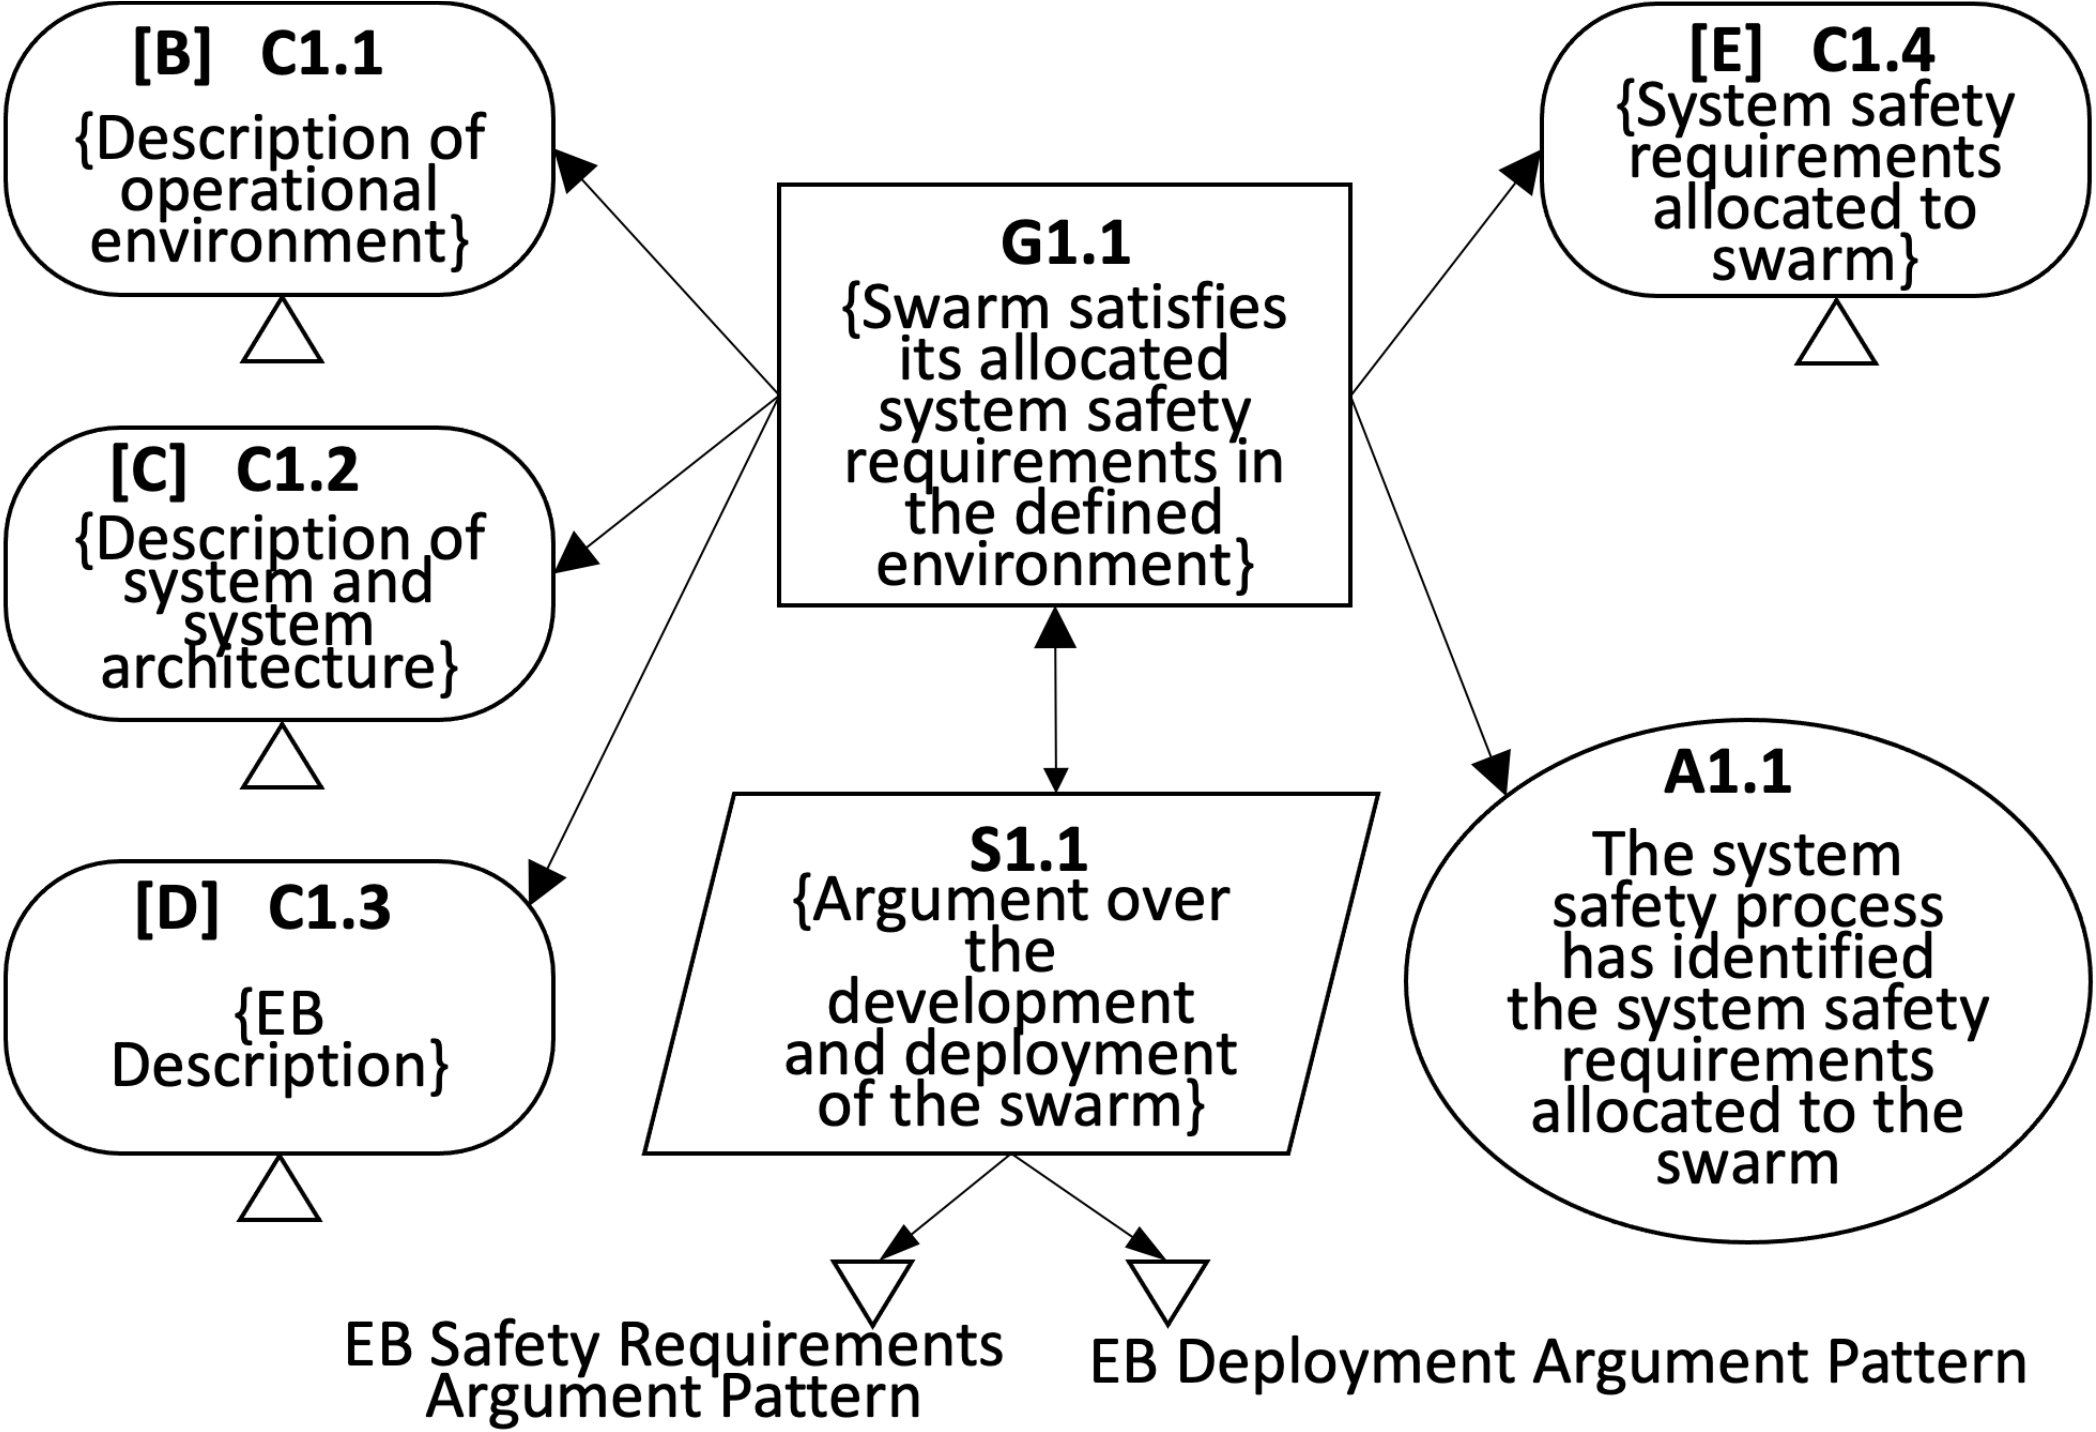 [B] C1.1
{Description of
operational
environment}
[E] C1.4
{System safety
requirements
allocated to
swarm}
G1.1
{Swarm satisfies
its allocated
system safety
requirements in
the defined
environment}
[C] C1.2
{Description of
system and
system
architecture}
[D] C1.3
{EB
Description}
S1.1
{Argument over
the
development
and deployment
of the swarm}
A1.1
The system
safety process
has identified
the system safety
requirements
allocated to the
swarm
EB Safety Requirements
Argument Pattern
EB Deployment Argument Pattern